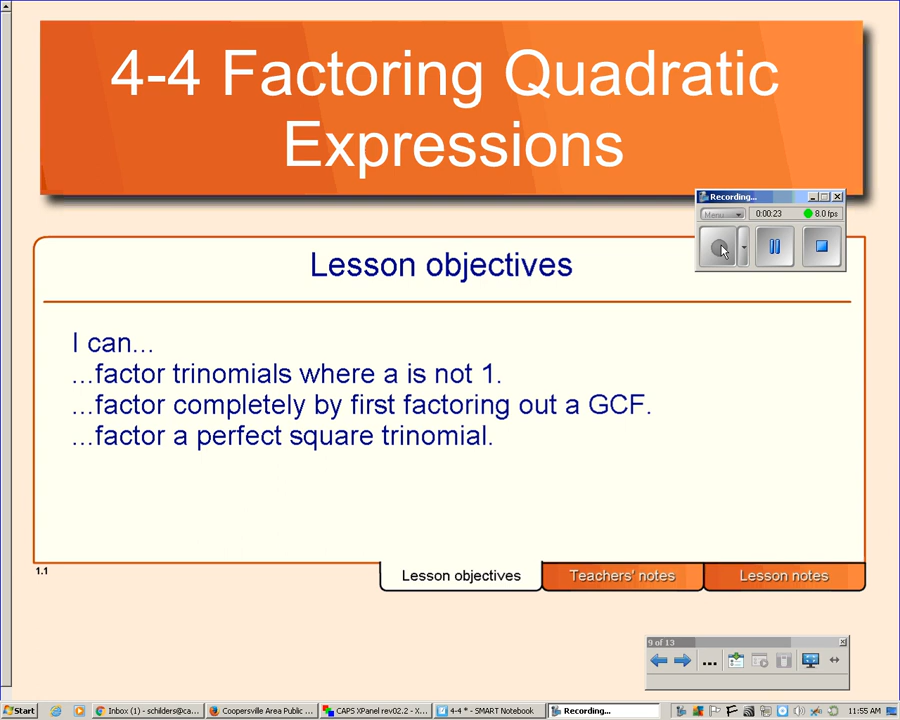 4-4 Factoring Quadratic
Expressions
Recording...
Menu
0:00:23
8.0 fps
Lesson objectives
I can...
...factor trinomials where a is not 1.
...factor completely by first factoring out a GCF.
...factor a perfect square trinomial.
1.1
Lesson objectives
Teachers' notes
Lesson notes
9 of 13
...
Start
Inbox (1) - schilders@ca...
Coopersville Area Public ...
CAPS XPanel rev02.2 - X...
4-4 * - SMART Notebook
Recording...
11:55 AM